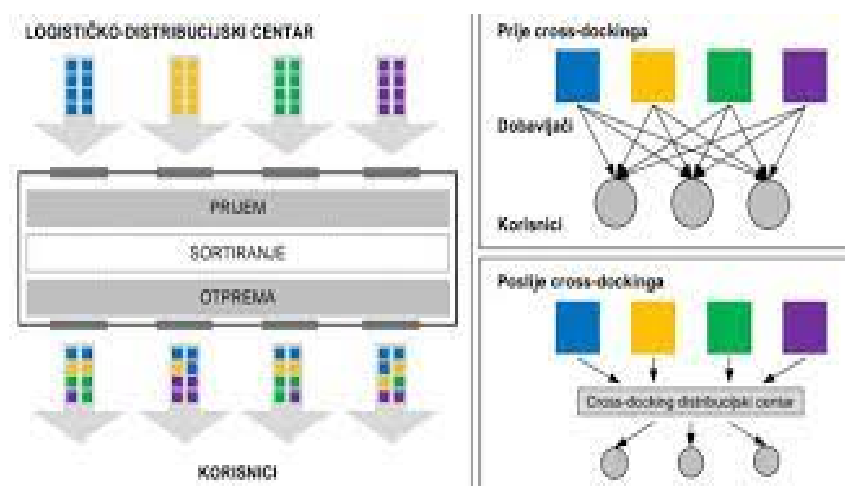 LOGISTIČKO-DISTRIBUCIJSKI CENTAR
PRIJEM
SORTIRANJE
OTPREMA
KORISNICI
Prije cross-dockinga
Dobavljači
Korisnici
Poslije cross-dockinga
Cross-docking distribucijski centar